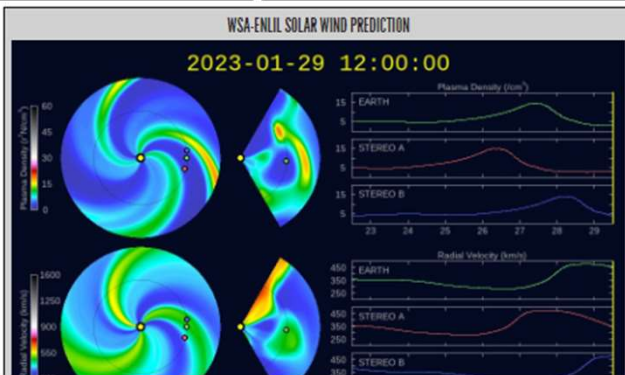 WSA-ENLIL SOLAR WIND PREDICTION
2023-01-29 12:00:00
Plasma Density (/cm³)
Plasma Density (r²N/cm³)
60
45
30
15
0
15
5
EARTH
15
5
STEREO A
15
5
STEREO B
23 24 25 26 27 28 29
Radial Velocity (km/s)
Radial Velocity (km/s)
1600
1250
900
550
450
350
250
EARTH
450
350
250
STEREO A
450
350
STEREO B